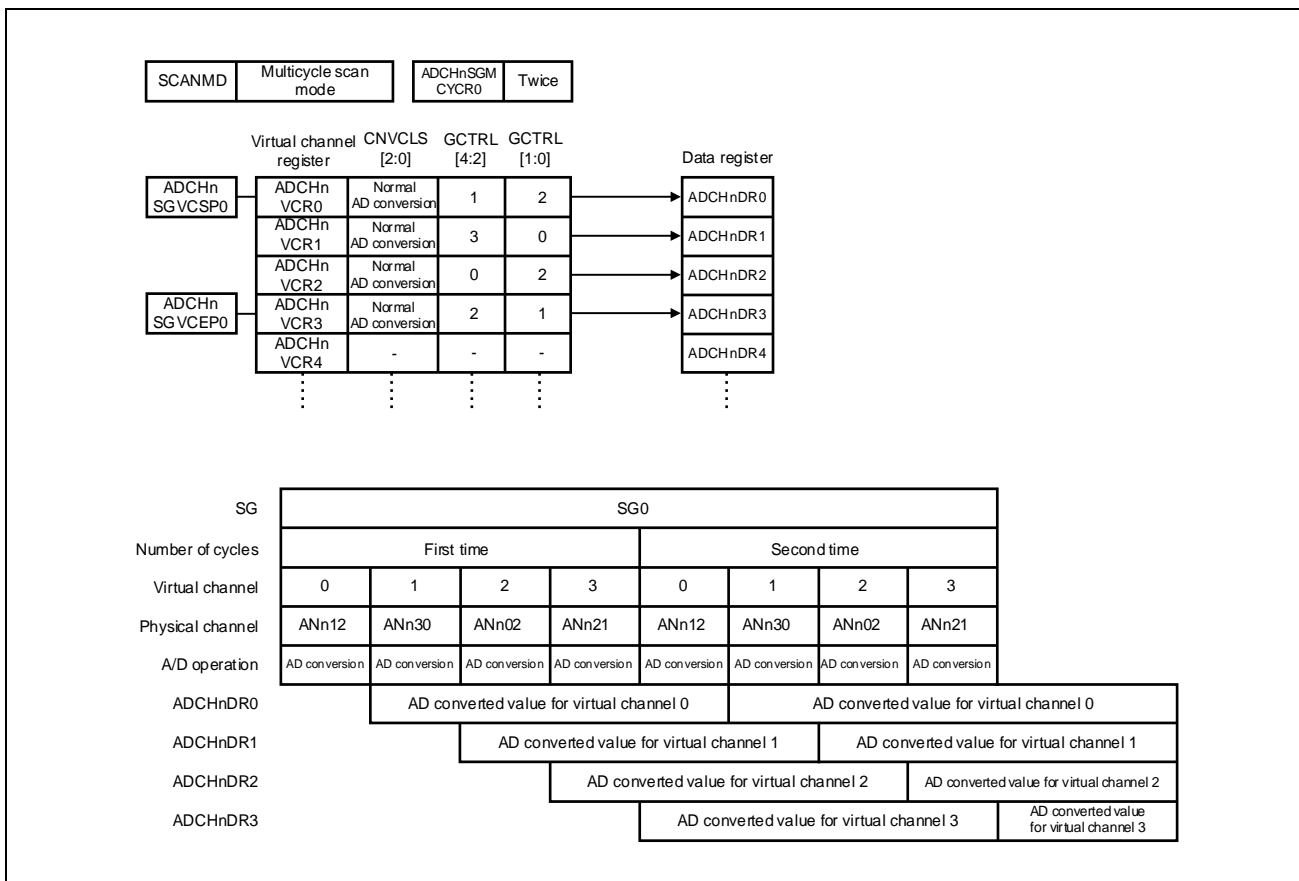 SCANMD
Multicycle scan
mode
ADCHnSGM
CYCR0
Twice
Virtual channel
register
CNVCLS
[2:0]
GCTRL
[4:2]
GCTRL
[1:0]
Data register
ADCHn
SGVCSP0
ADCHn
VCR0
Normal
AD conversion
1
2
ADCHnDR0
ADCHn
VCR1
Normal
AD conversion
3
0
ADCHnDR1
ADCHn
VCR2
Normal
AD conversion
0
2
ADCHnDR2
ADCHn
SGVCEP0
ADCHn
VCR3
Normal
AD conversion
2
1
ADCHnDR3
ADCHn
VCR4
-
-
-
ADCHnDR4
SG
SG0
Number of cycles
First time
Second time
Virtual channel
0
1
2
3
0
1
2
3
Physical channel
ANn12
ANn30
ANn02
ANn21
ANn12
ANn30
ANn02
ANn21
A/D operation
AD conversion
AD conversion
AD conversion
AD conversion
AD conversion
AD conversion
AD conversion
AD conversion
ADCHnDR0
AD converted value for virtual channel 0
AD converted value for virtual channel 0
ADCHnDR1
AD converted value for virtual channel 1
AD converted value for virtual channel 1
ADCHnDR2
AD converted value for virtual channel 2
AD converted value for virtual channel 2
ADCHnDR3
AD converted value for virtual channel 3
AD converted value
for virtual channel 3